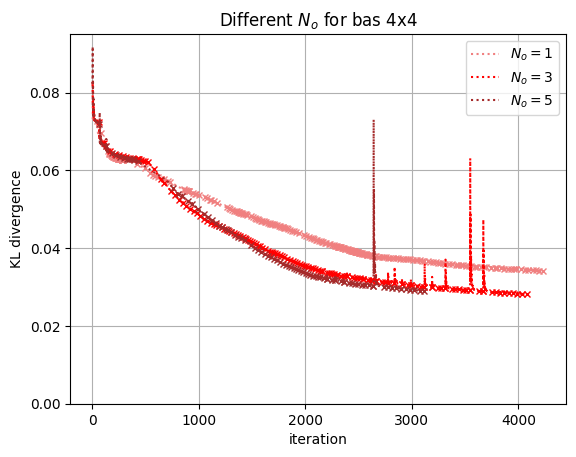 Different $N_o$ for bas 4x4
KL divergence
0.08
0.06
0.04
0.02
0.00
0
1000
2000
3000
4000
iteration
$N_o = 1$
$N_o = 3$
$N_o = 5$